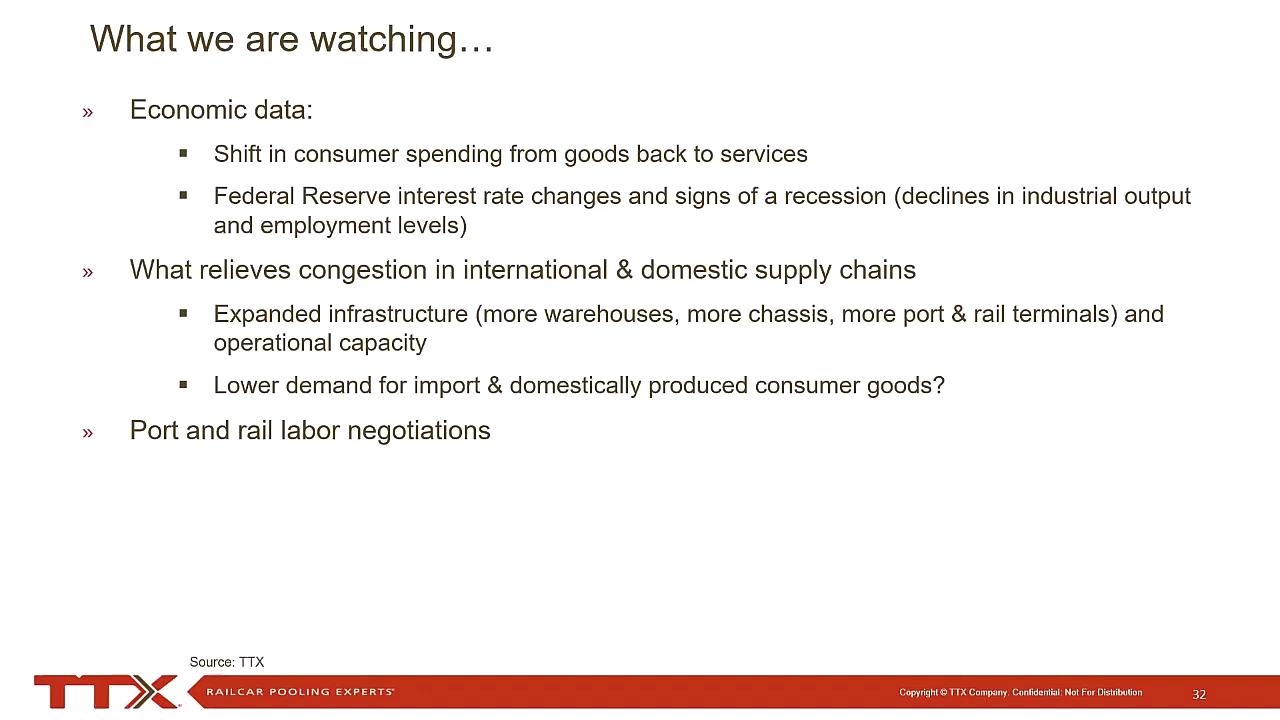 What we are watching…
» Economic data:
▪ Shift in consumer spending from goods back to services
▪ Federal Reserve interest rate changes and signs of a recession (declines in industrial output
and employment levels)
» What relieves congestion in international & domestic supply chains
▪ Expanded infrastructure (more warehouses, more chassis, more port & rail terminals) and
operational capacity
▪ Lower demand for import & domestically produced consumer goods?
» Port and rail labor negotiations
Source: TTX
TTX
RAILCAR POOLING EXPERTS
Copyright © TTX Company. Confidential: Not For Distribution
32